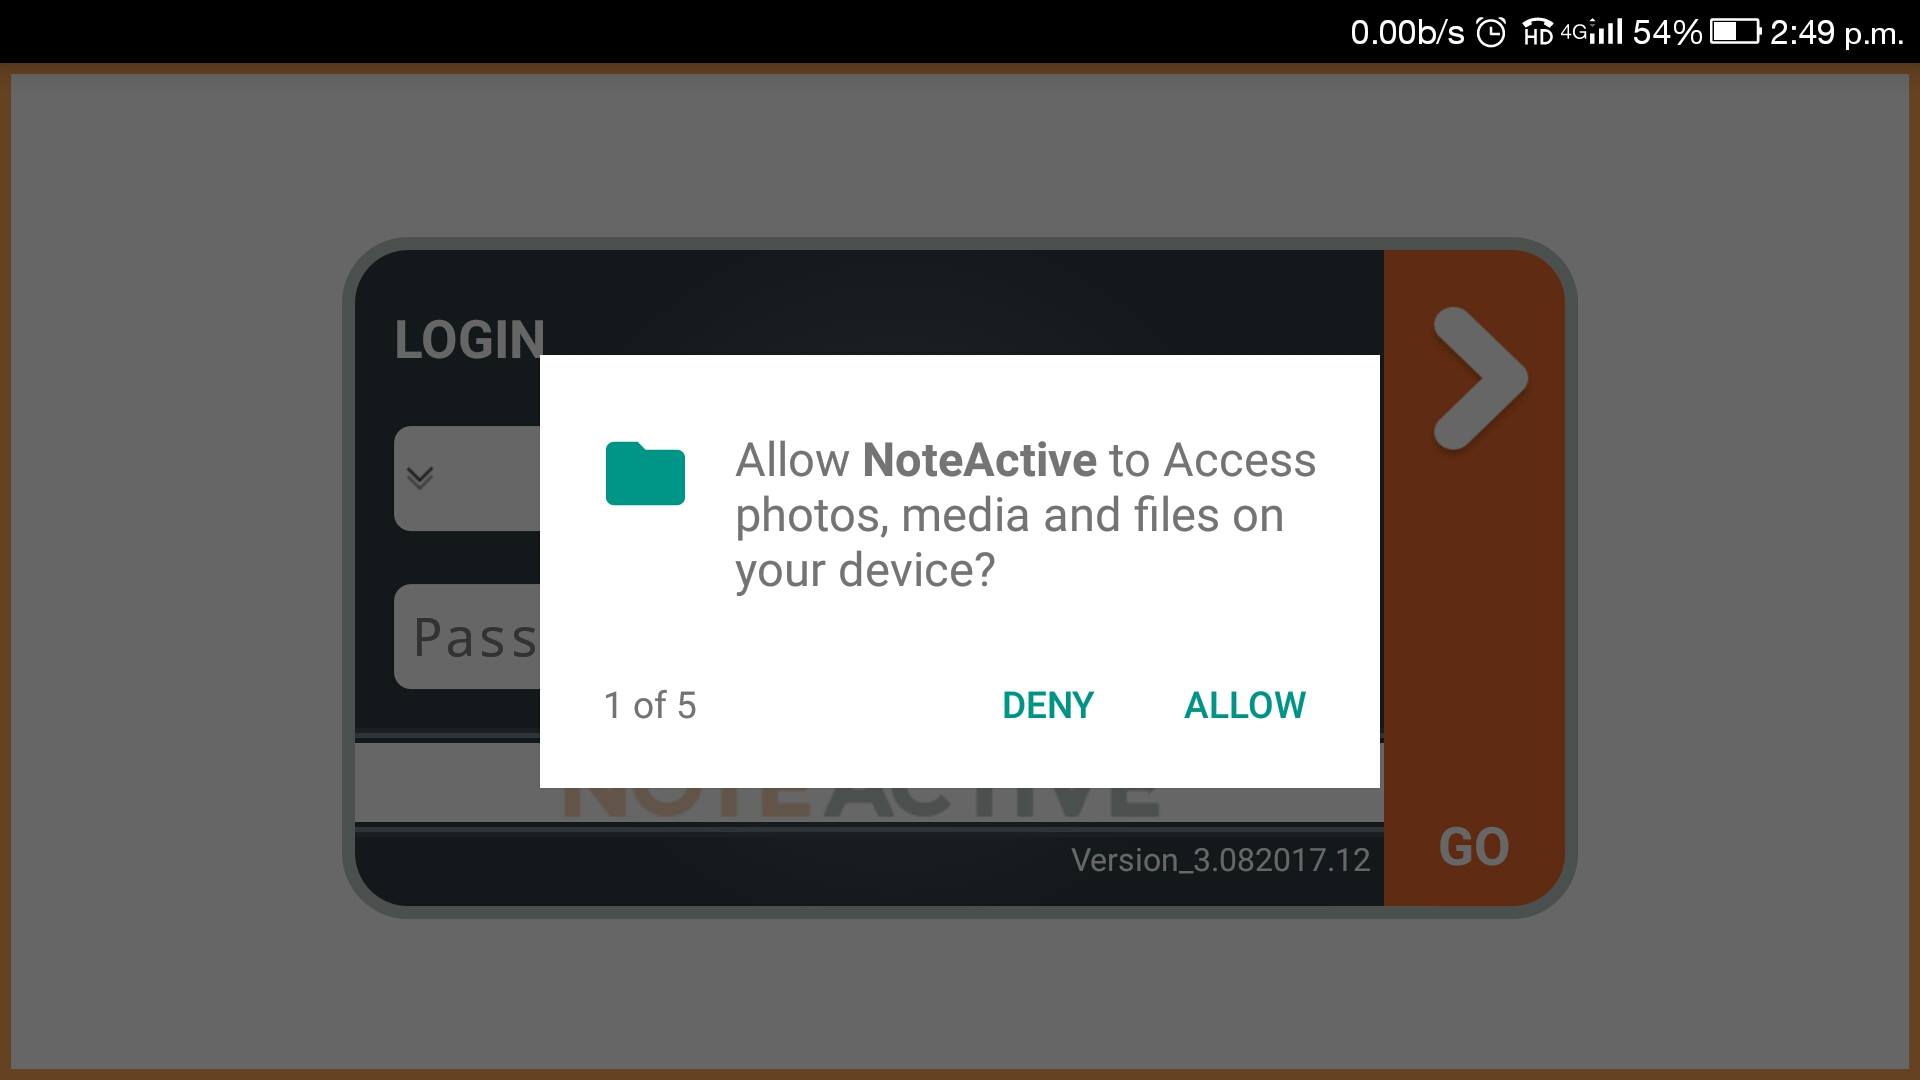 0.00b/s HD 4G 54% 2:49 p.m.
LOGIN
Allow NoteActive to Access
photos, media and files on
your device?
Pass
1 of 5 DENY ALLOW
NOTEACTIVE
Version_3.082017.12
GO